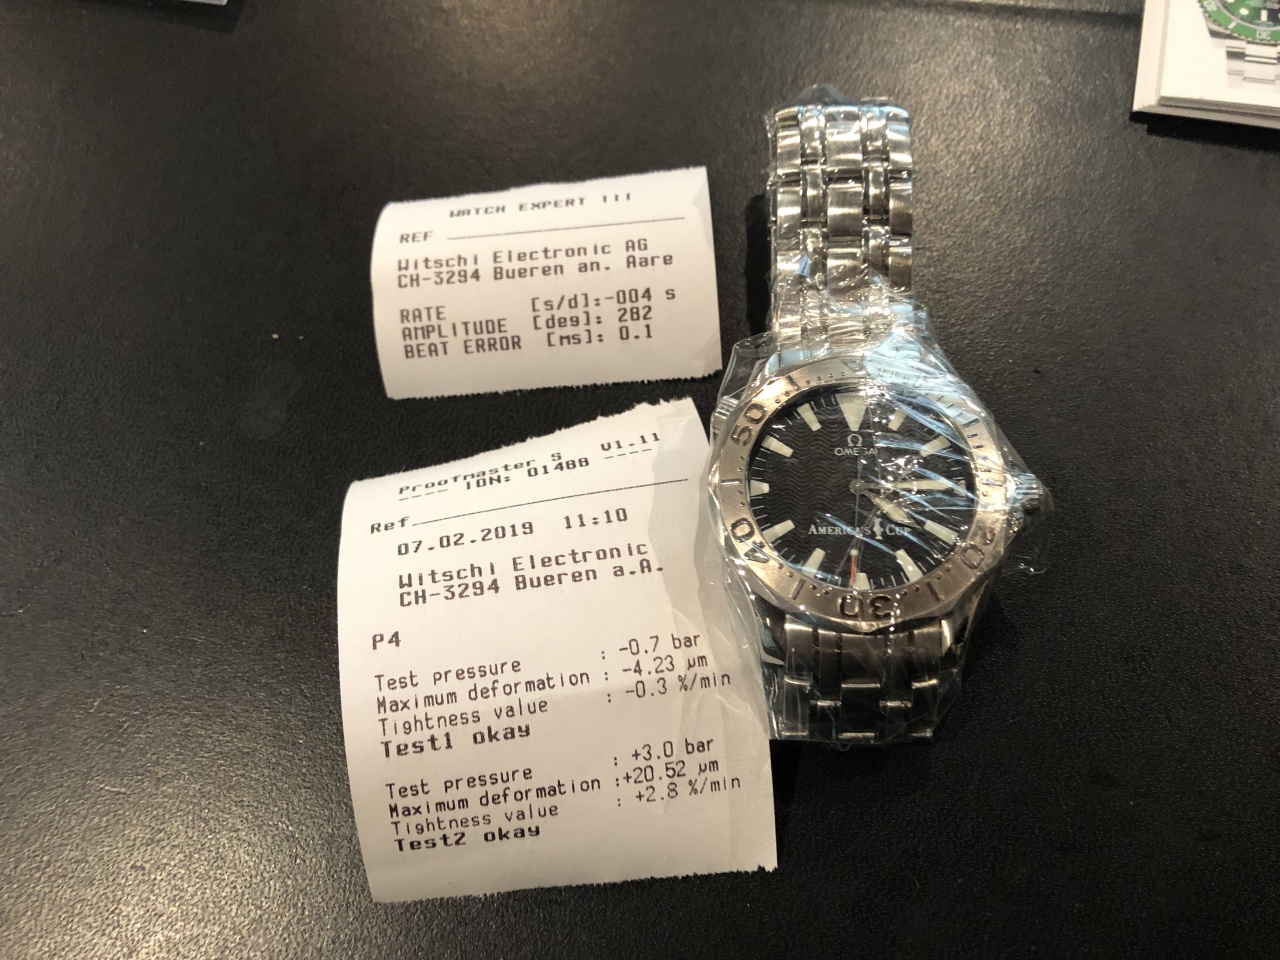 WATCH EXPERT III
REF
Witschi Electronic AG
CH-3294 Bueren an. Aare
RATE [s/d]:-004 s
AMPLITUDE [deg]: 282
BEAT ERROR [ms]: 0.1
Proofmaster S V1.11
---- IDN: 01488 ----
Ref.
07.02.2019 11:10
Witschi Electronic
CH-3294 Bueren a.A.
P4
Test pressure : -0.7 bar
Maximum deformation : -4.23 µm
Tightness value : -0.3 %/min
Test1 okay
Test pressure : +3.0 bar
Maximum deformation :+20.52 µm
Tightness value : +2.8 %/min
Test2 okay
50
OMEGA
AMERICA'S CUP
40
20
30